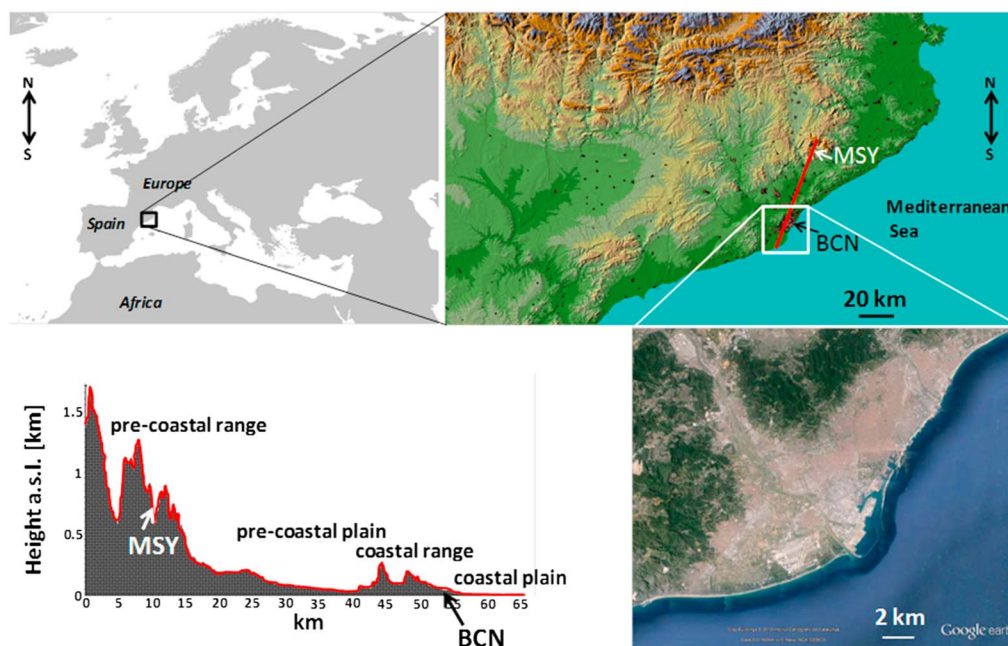 N
S
Europe
Spain
Africa
N
S
MSY
Mediterranean
Sea
BCN
20 km
Height a.s.l. [km]
1.5
1
0.5
0
pre-coastal range
MSY
pre-coastal plain
coastal range
coastal plain
0 5 10 15 20 25 30 35 40 45 50 55 60 65
km
BCN
2 km
Google earth